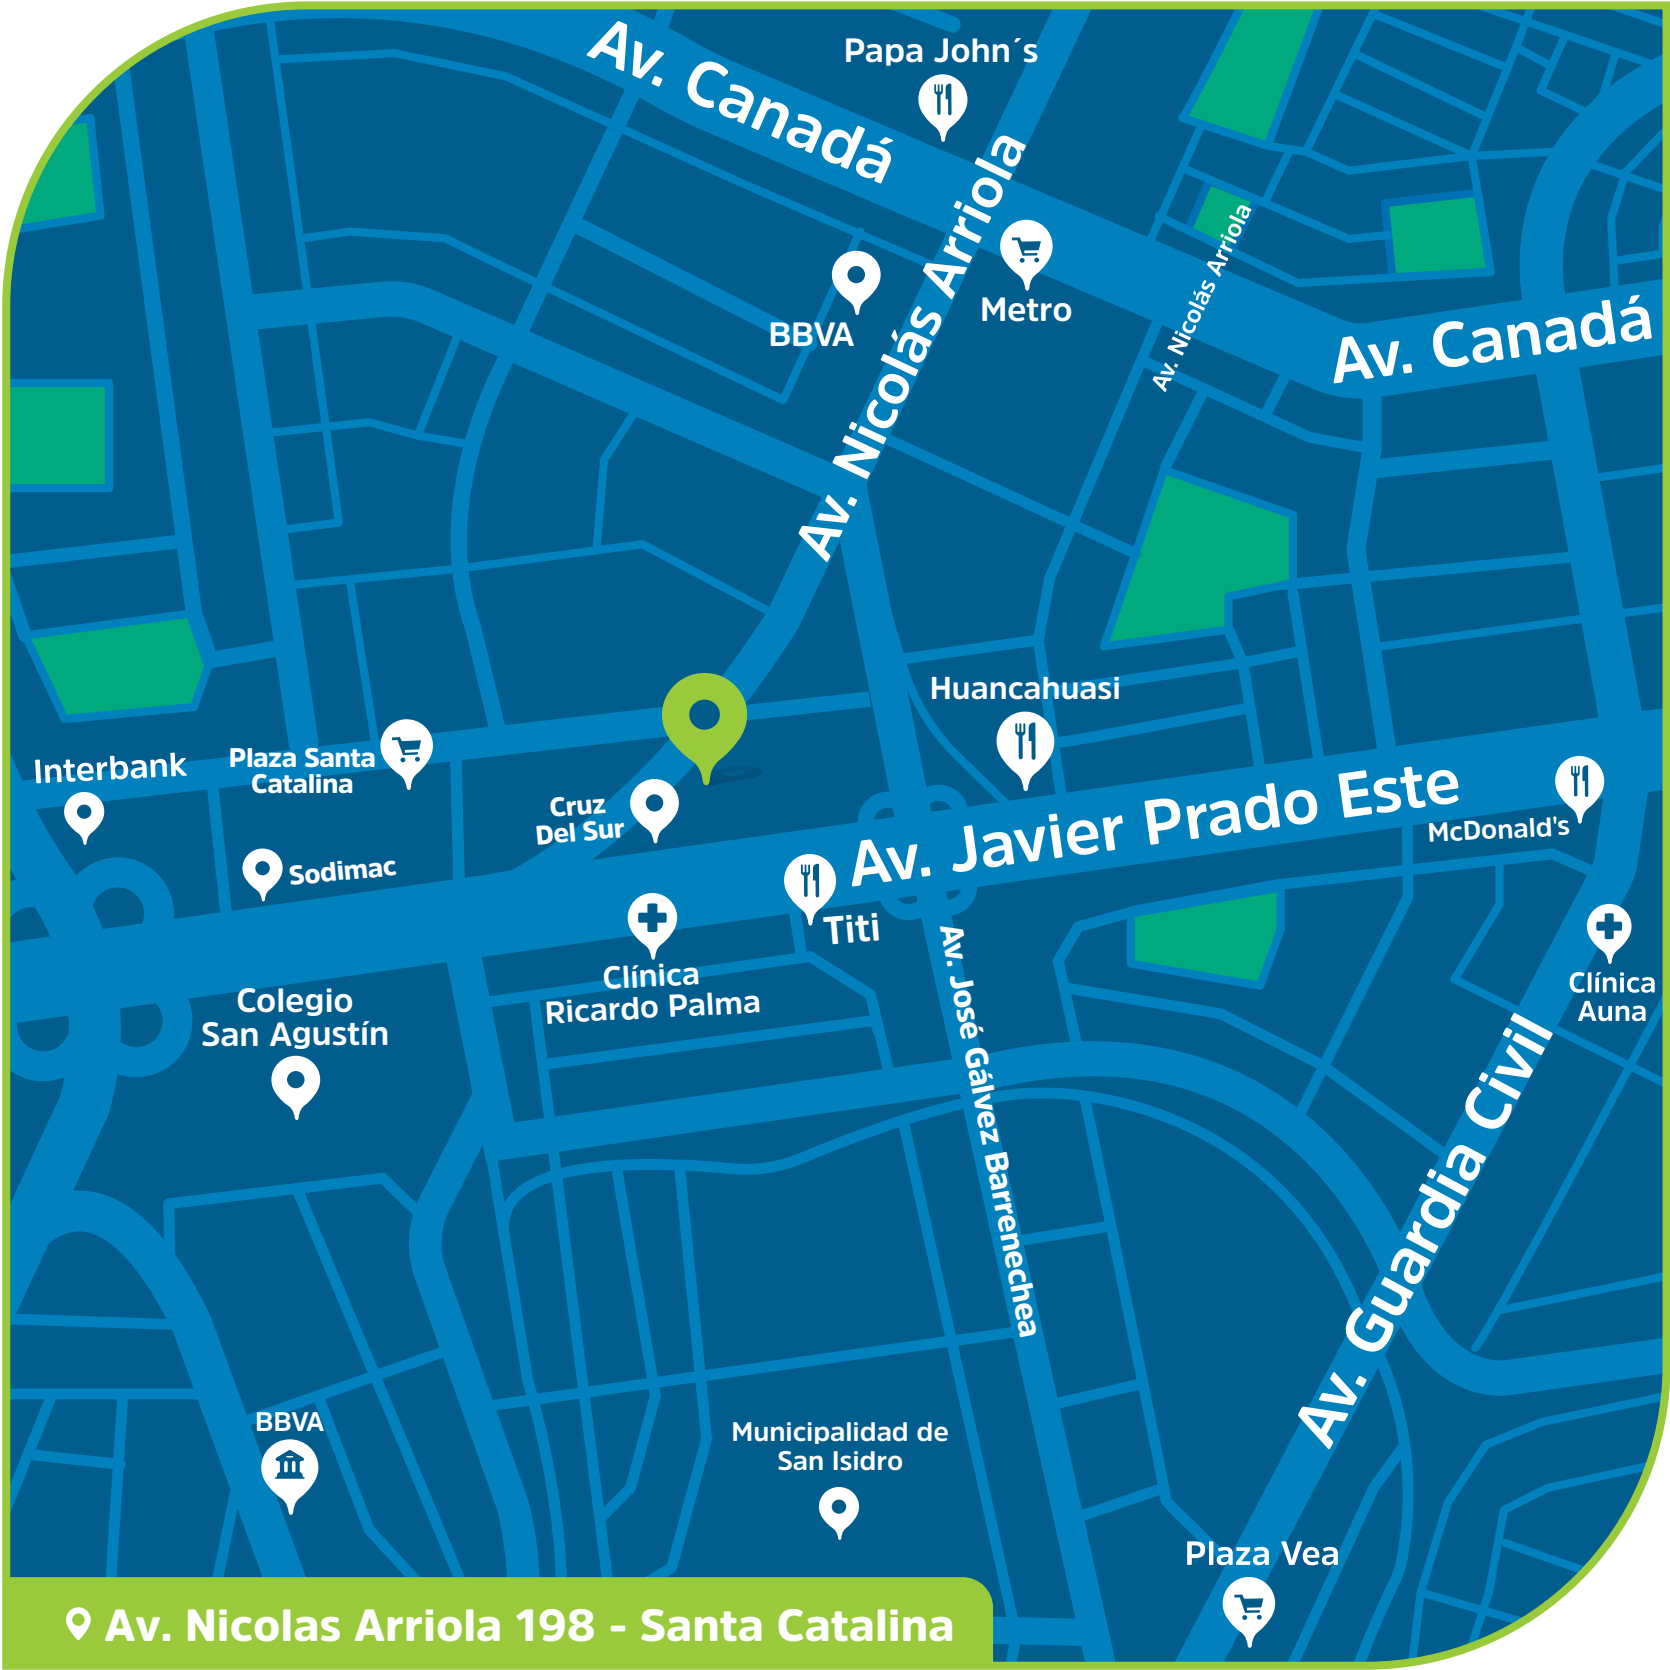 Av. Canadá
Papa John´s
Av. Nicolás Arriola
Metro
BBVA
Av. Nicolás Arriola
Av. Canadá
Huancahuasi
Interbank
Plaza Santa
Catalina
Cruz
Del Sur
Sodimac
Av. Javier Prado Este
McDonald's
Titi
Clínica
Ricardo Palma
Colegio
San Agustín
Av. José Gálvez Barrenechea
Clínica
Auna
Av. Guardia Civil
BBVA
Municipalidad de
San Isidro
Plaza Vea
Av. Nicolas Arriola 198 - Santa Catalina